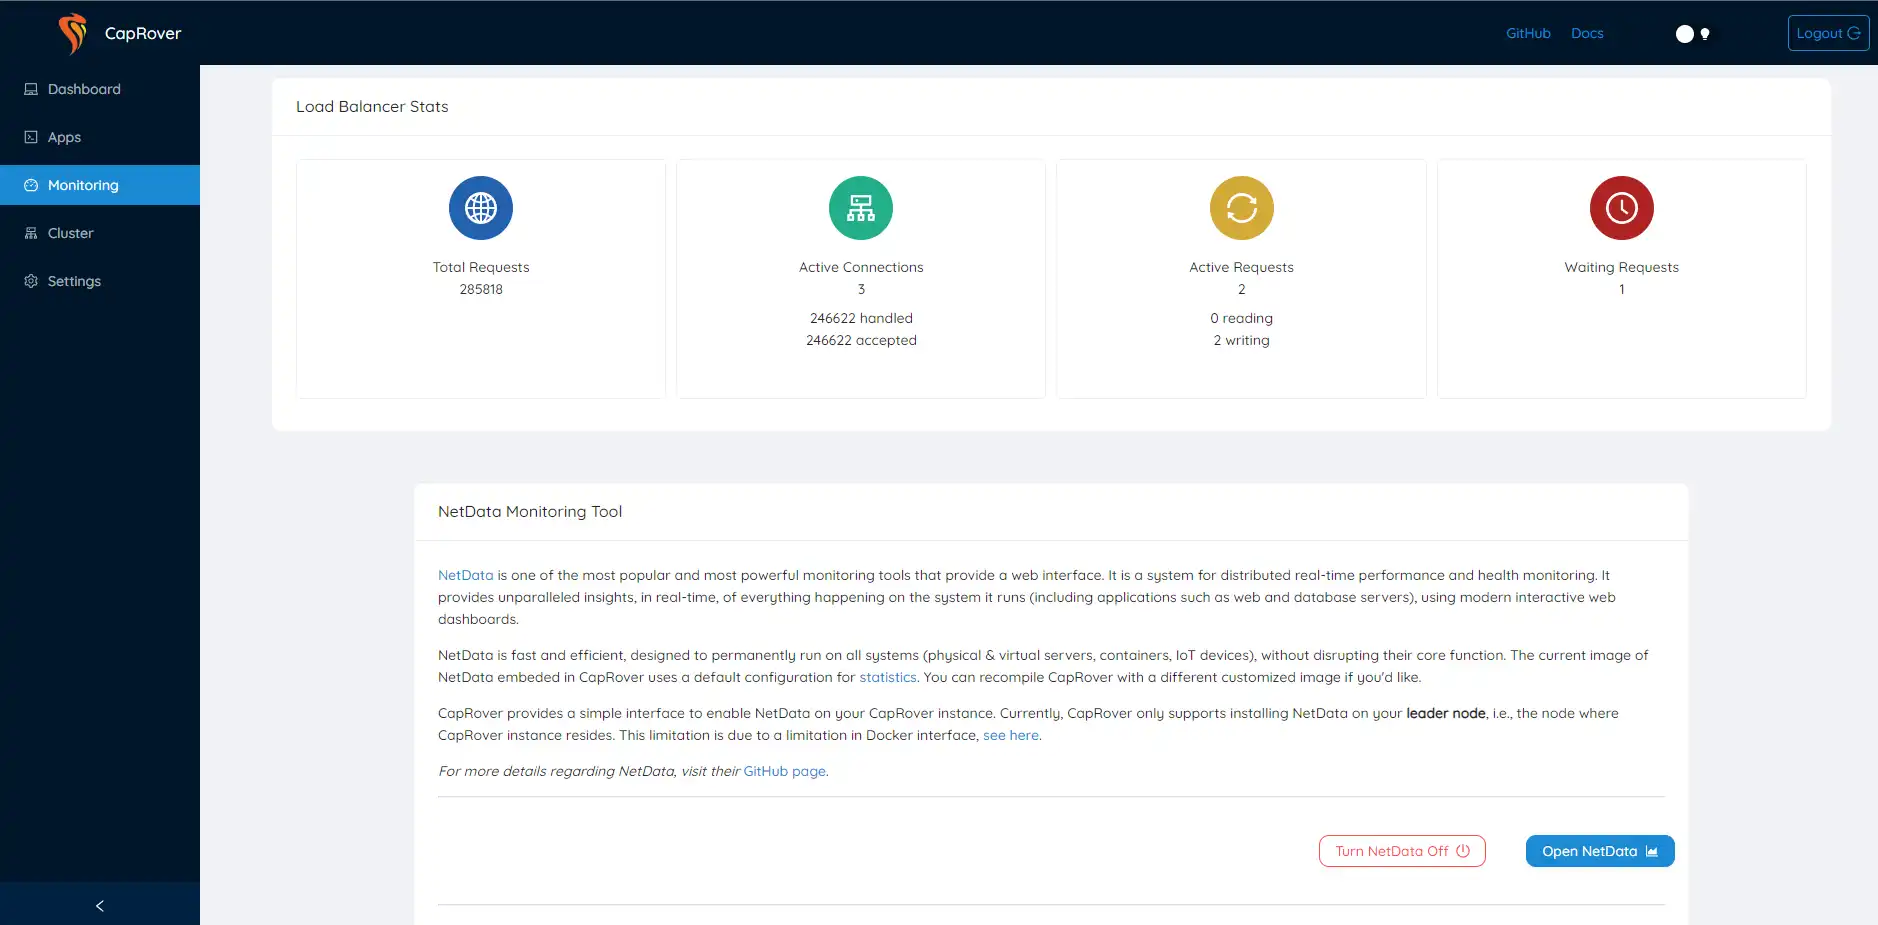 CapRover
GitHub Docs
Logout
Dashboard
Apps
Monitoring
Cluster
Settings
Load Balancer Stats
Total Requests
285818
Active Connections
3
246622 handled
246622 accepted
Active Requests
2
0 reading
2 writing
Waiting Requests
1
NetData Monitoring Tool
NetData is one of the most popular and most powerful monitoring tools that provide a web interface. It is a system for distributed real-time performance and health monitoring. It
provides unparalleled insights, in real-time, of everything happening on the system it runs (including applications such as web and database servers), using modern interactive web
dashboards.
NetData is fast and efficient, designed to permanently run on all systems (physical & virtual servers, containers, IoT devices), without disrupting their core function. The current image of
NetData embeded in CapRover uses a default configuration for statistics. You can recompile CapRover with a different customized image if you'd like.
CapRover provides a simple interface to enable NetData on your CapRover instance. Currently, CapRover only supports installing NetData on your leader node, i.e., the node where
CapRover instance resides. This limitation is due to a limitation in Docker interface, see here.
For more details regarding NetData, visit their GitHub page.
Turn NetData Off
Open NetData